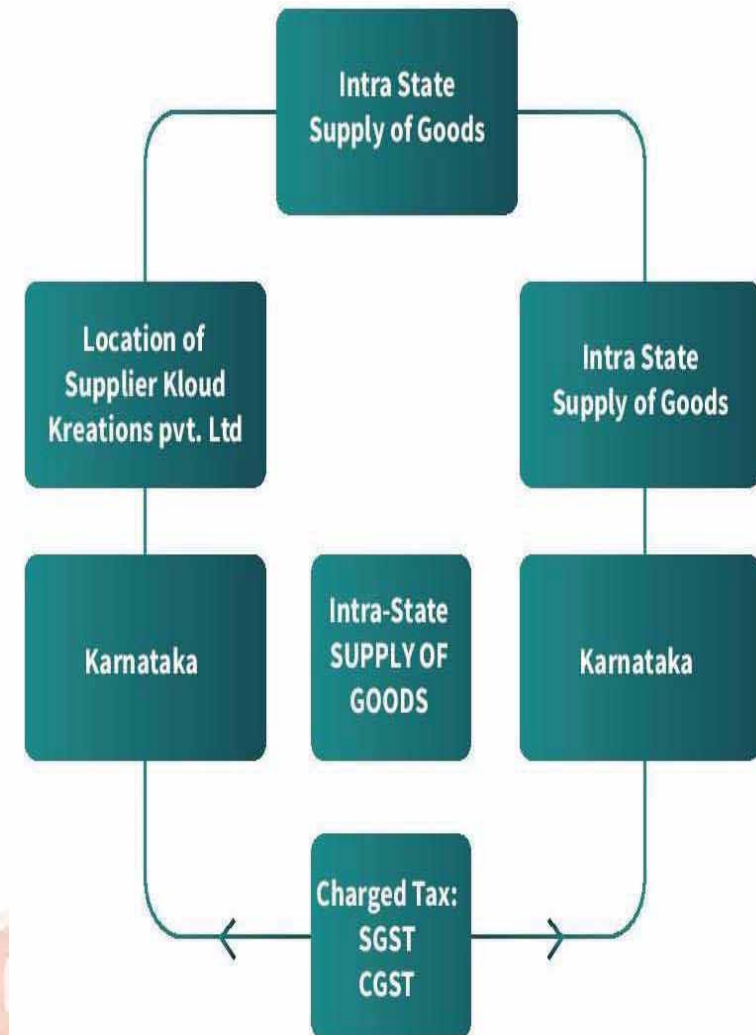 Intra State
Supply of Goods
Location of
Supplier Kloud
Kreations pvt. Ltd
Intra State
Supply of Goods
Karnataka
Intra-State
SUPPLY OF
GOODS
Karnataka
Charged Tax:
SGST
CGST